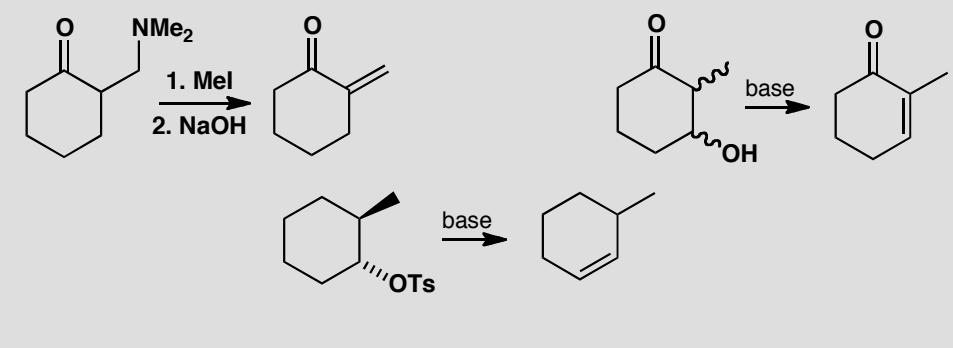 O
NMe2
1. MeI
2. NaOH
O
O
OH
base
O
OTs
base